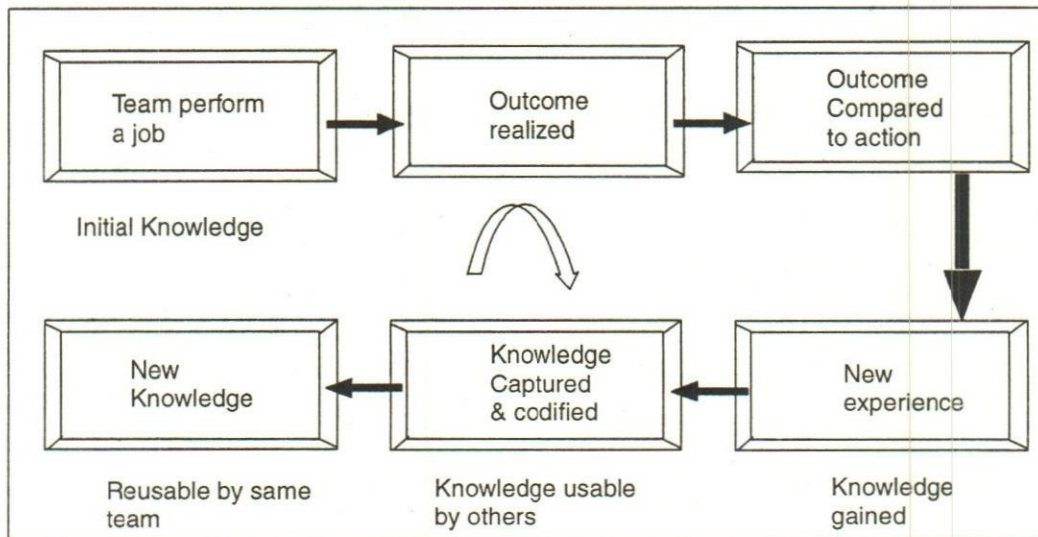 Team perform
a job
Outcome
realized
Outcome
Compared
to action
Initial Knowledge
New
Knowledge
Knowledge
Captured
& codified
New
experience
Reusable by same
team
Knowledge usable
by others
Knowledge
gained